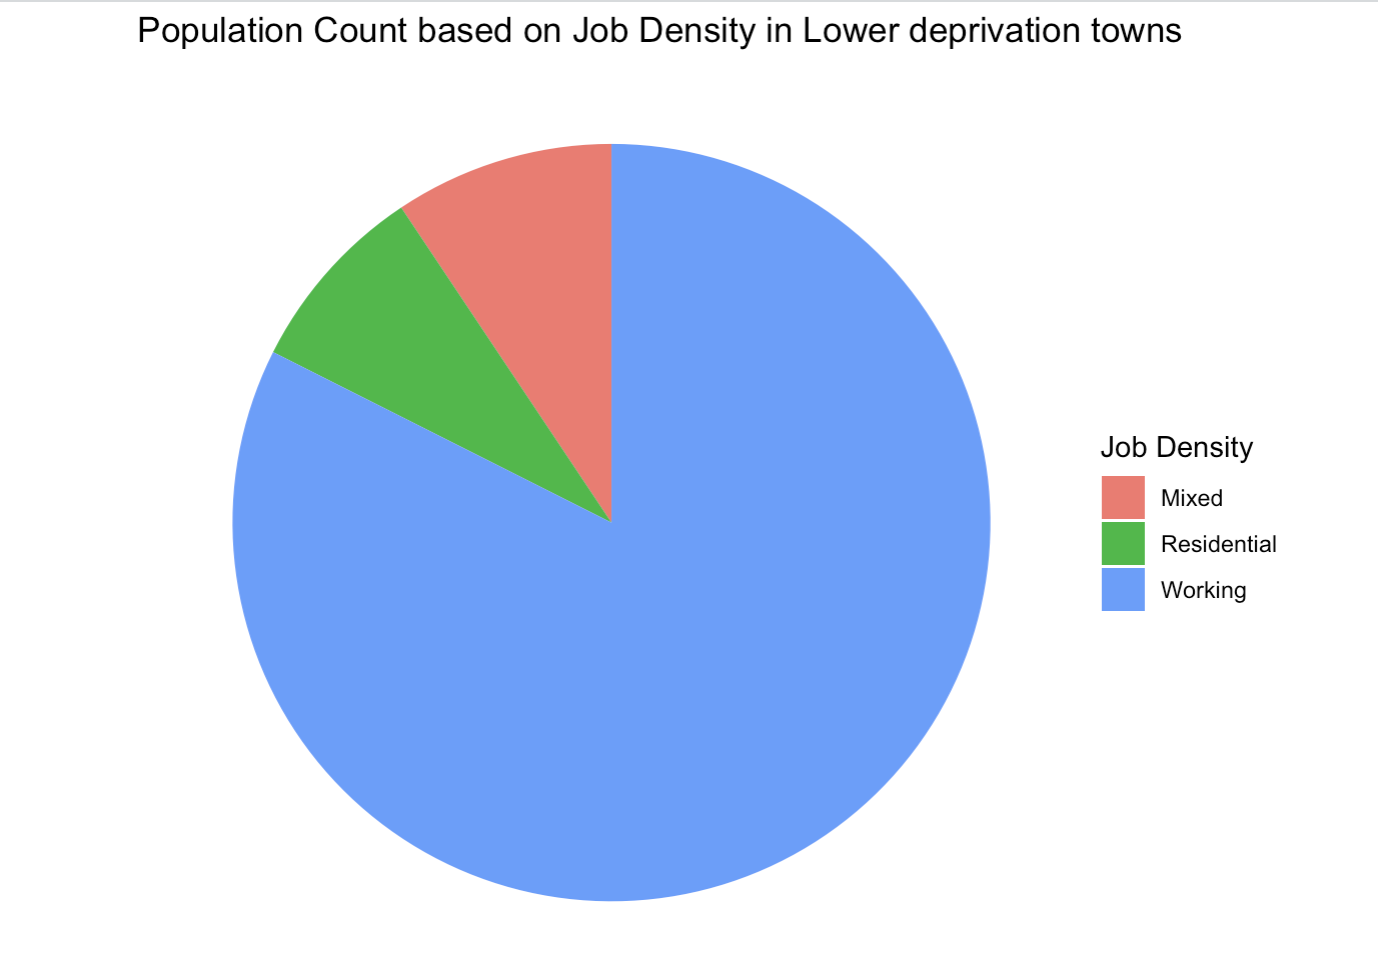 Population Count based on Job Density in Lower deprivation towns
Job Density
Mixed
Residential
Working